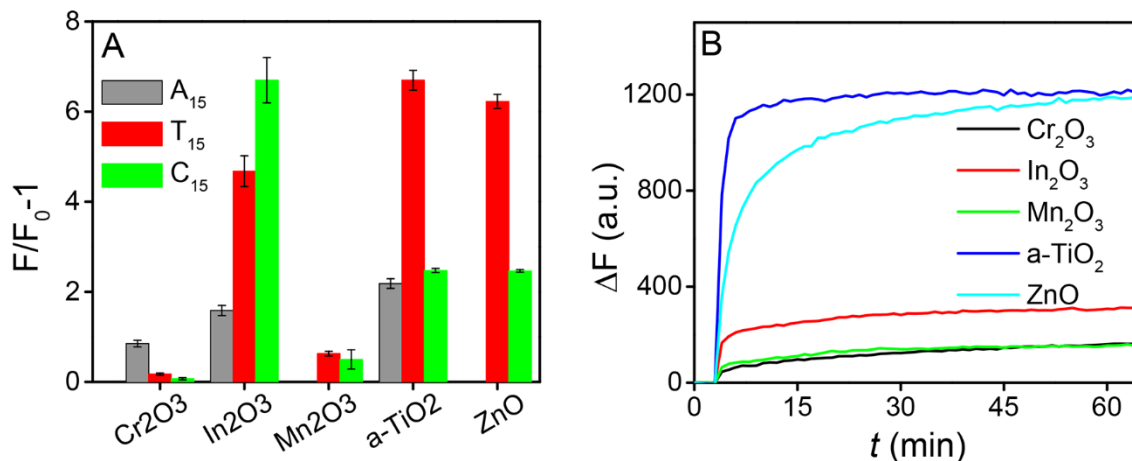 A
A₁₅
T₁₅
C₁₅
F/F₀-1
8
6
4
2
0
Cr2O3
In2O3
Mn2O3
a-TiO2
ZnO
B
Cr₂O₃
In₂O₃
Mn₂O₃
a-TiO₂
ZnO
ΔF (a.u.)
1200
800
400
0
0 15 30 45 60
t (min)